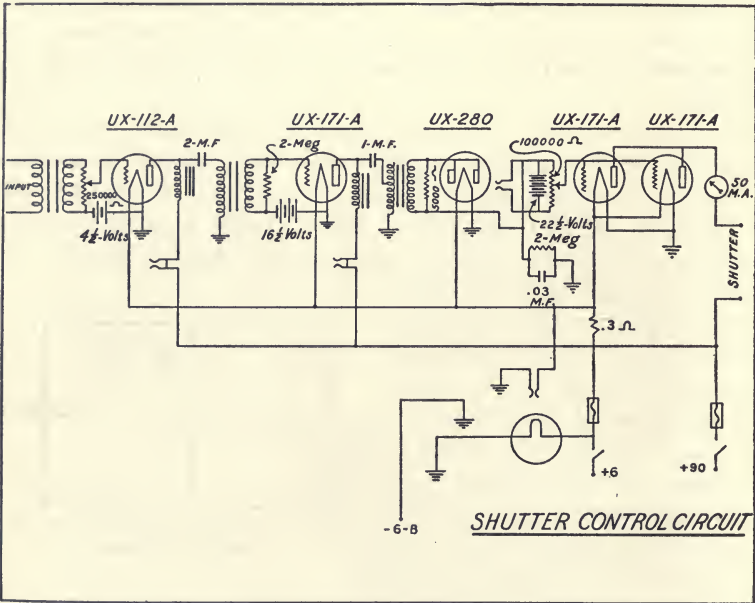 UX-112-A
UX-171-A
UX-280
UX-171-A
UX-171-A
2-M.F.
2-Meg
1-M.F.
100000 Ω
INPUT
250000 Ω
5000
50
M.A.
4½-Volts
16½-Volts
22½-Volts
2-Meg
SHUTTER
.03
M.F.
.3 Ω
+6
+90
-6-B
SHUTTER CONTROL CIRCUIT